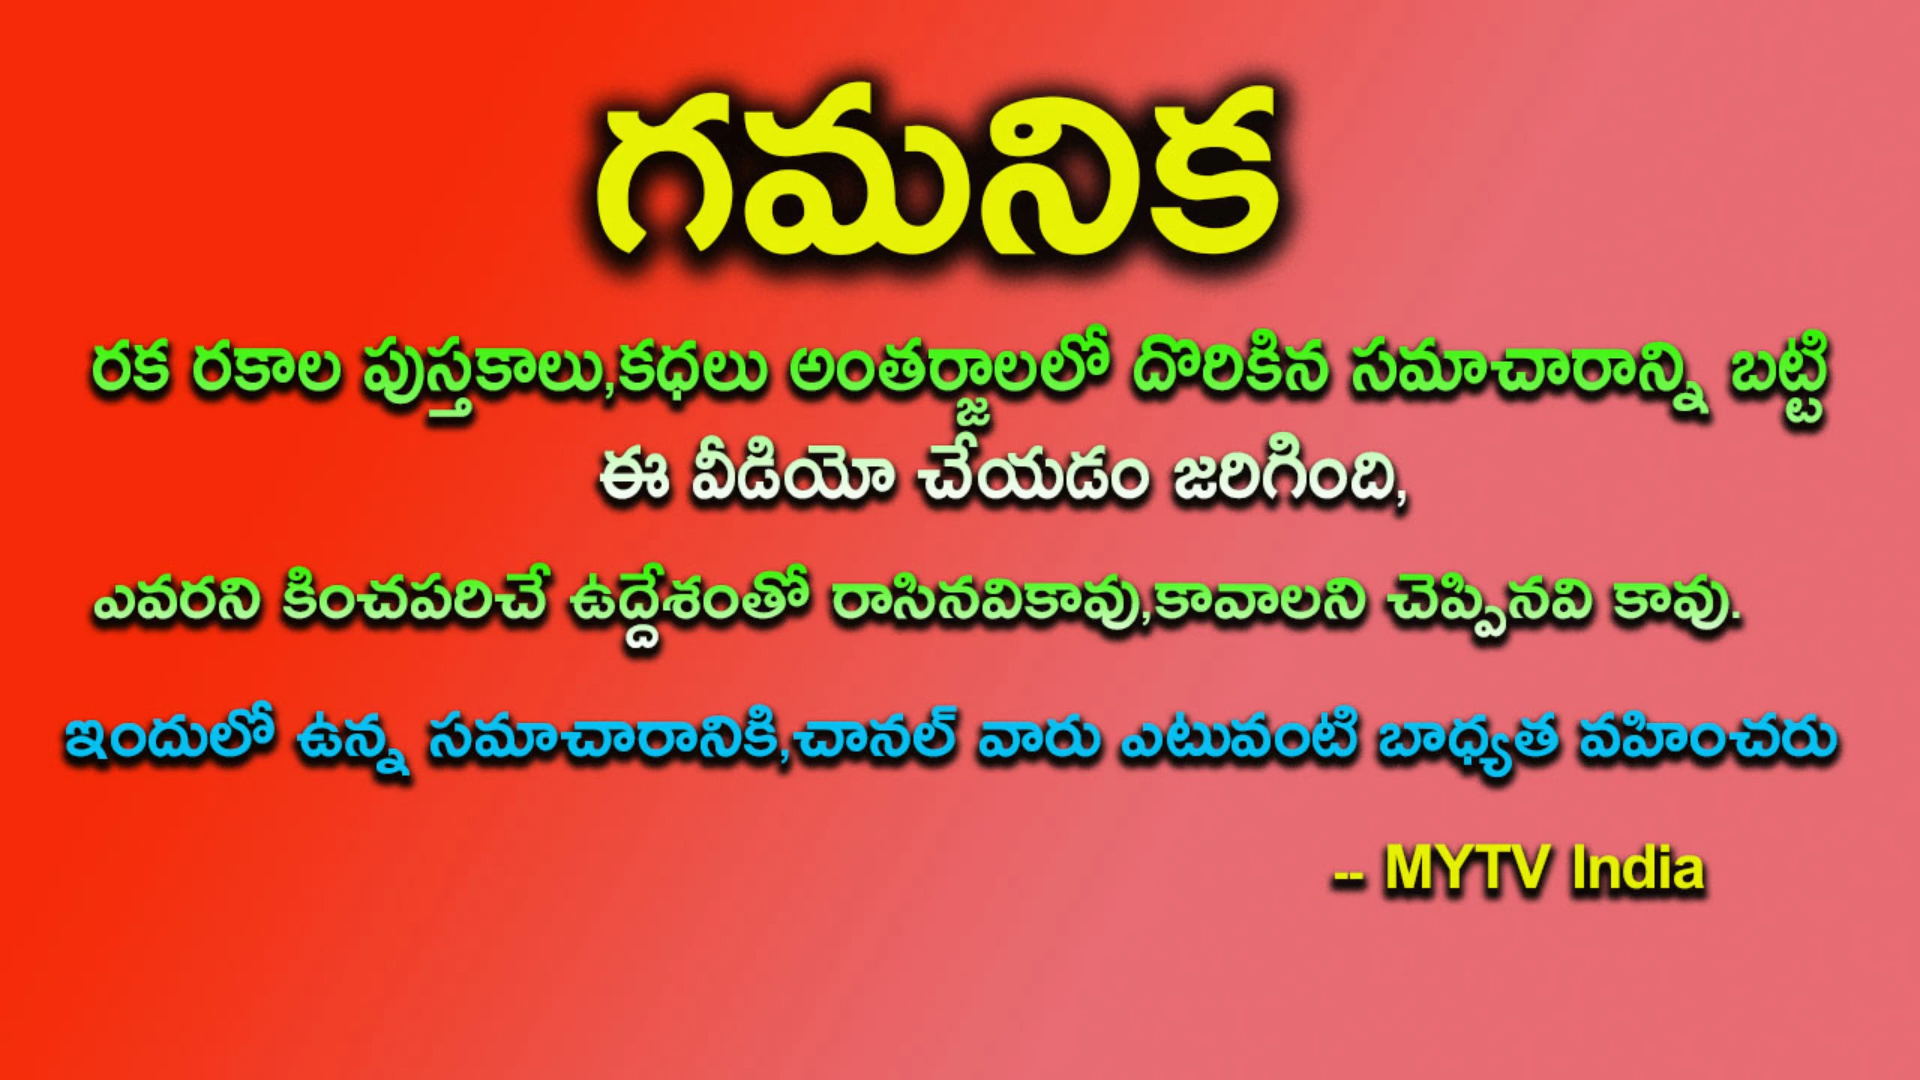 గమనిక
రక రకాల పుస్తకాలు,కధలు అంతర్జాలలో దొరికిన సమాచారాన్ని బట్టి
ఈ వీడియో చేయడం జరిగింది,
ఎవరని కించపరిచే ఉద్దేశంతో రాసినవికావు,కావాలని చెప్పినవి కావు.
ఇందులో ఉన్న సమాచారానికి,చానల్ వారు ఎటువంటి బాధ్యత వహించరు
-- MYTV India